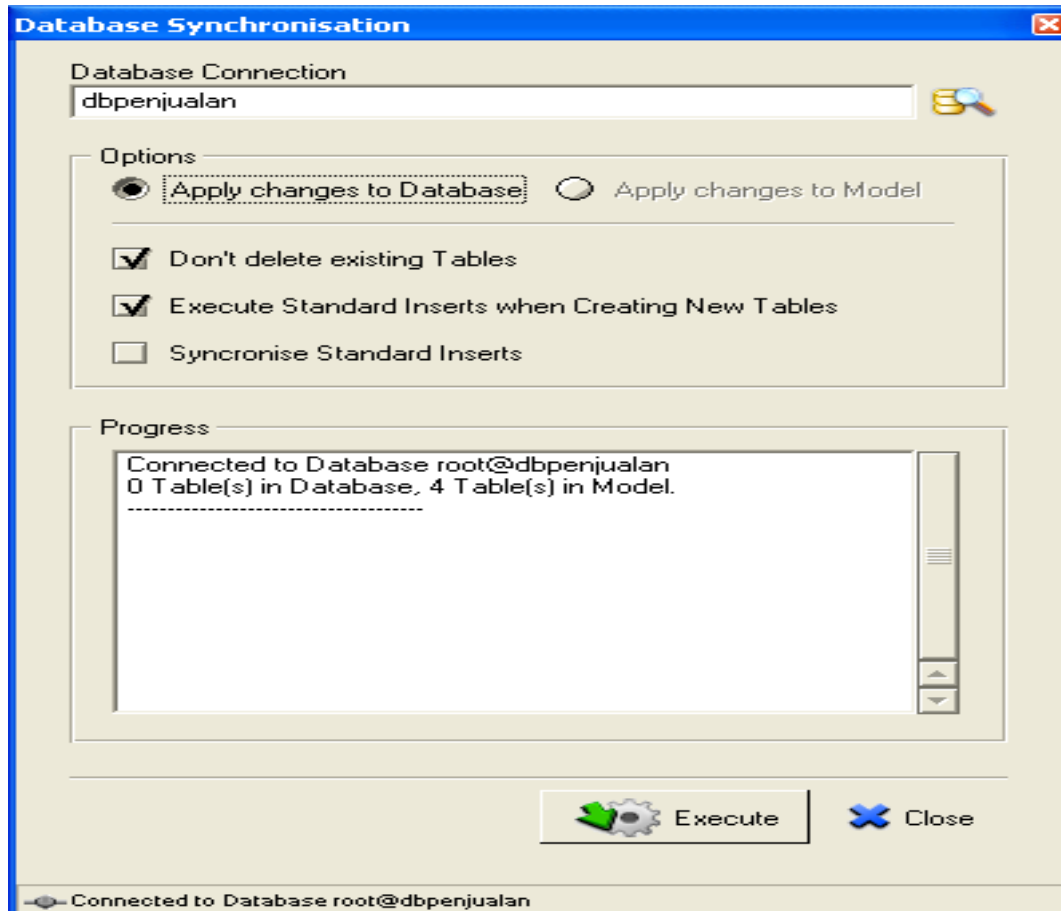 Database Synchronisation
Database Connection
dbpenjualan
Options
Apply changes to Database
Apply changes to Model
Don't delete existing Tables
Execute Standard Inserts when Creating New Tables
Syncronise Standard Inserts
Progress
Connected to Database root@dbpenjualan
0 Table(s) in Database, 4 Table(s) in Model.
-------------------------------------
Execute
Close
Connected to Database root@dbpenjualan